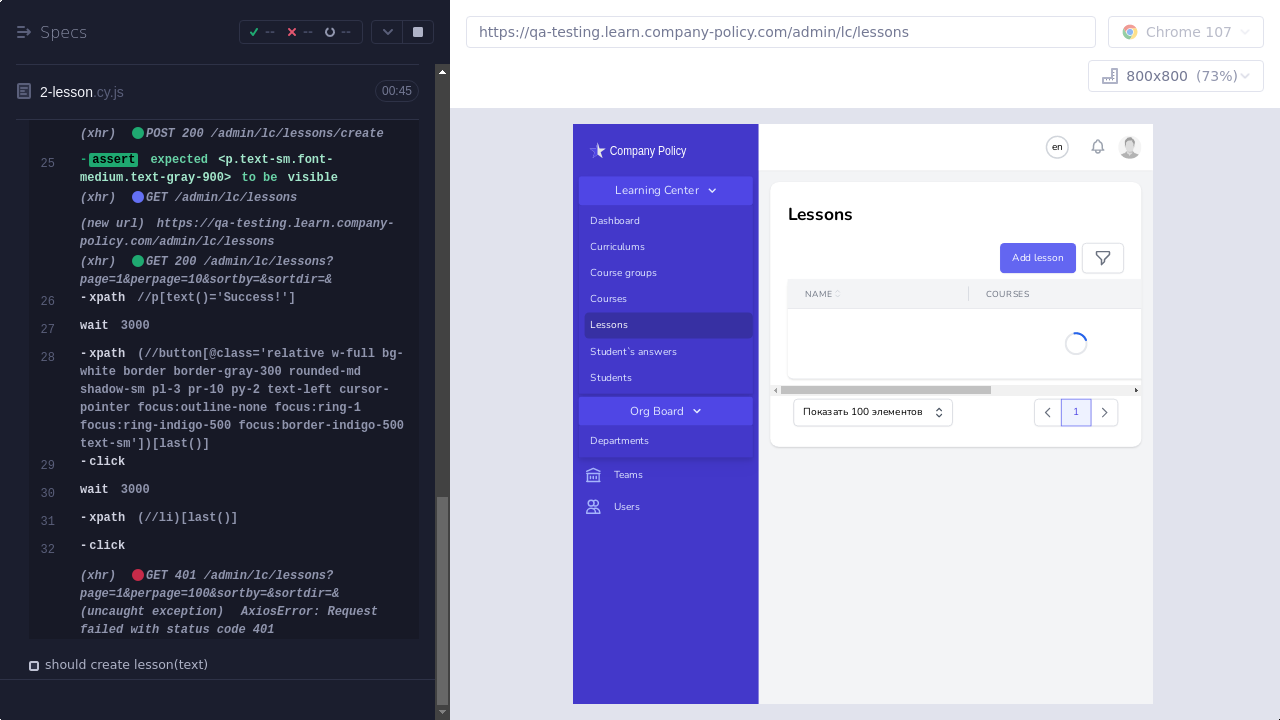 Specs
-- -- --
2-lesson.cy.js
00:45
(xhr) POST 200 /admin/lc/lessons/create
25
-assert expected <p.text-sm.font-
medium.text-gray-900> to be visible
(xhr) GET /admin/lc/lessons
(new url) https://qa-testing.learn.company-
policy.com/admin/lc/lessons
(xhr) GET 200 /admin/lc/lessons?
page=1&perpage=10&sortby=&sortdir=&
26 -xpath //p[text()='Success!']
27 wait 3000
28 -xpath (//button[@class='relative w-full bg-
white border border-gray-300 rounded-md
shadow-sm pl-3 pr-10 py-2 text-left cursor-
pointer focus:outline-none focus:ring-1
focus:ring-indigo-500 focus:border-indigo-500
text-sm'])[last()]
29 -click
30 wait 3000
31 -xpath (//li)[last()]
32 -click
(xhr) GET 401 /admin/lc/lessons?
page=1&perpage=100&sortby=&sortdir=&
(uncaught exception) AxiosError: Request
failed with status code 401
should create lesson(text)
https://qa-testing.learn.company-policy.com/admin/lc/lessons
Chrome 107
800x800 (73%)
Company Policy
Learning Center
Dashboard
Curriculums
Course groups
Courses
Lessons
Student`s answers
Students
Org Board
Departments
Teams
Users
en
Lessons
Add lesson
NAME
COURSES
Показать 100 элементов
1